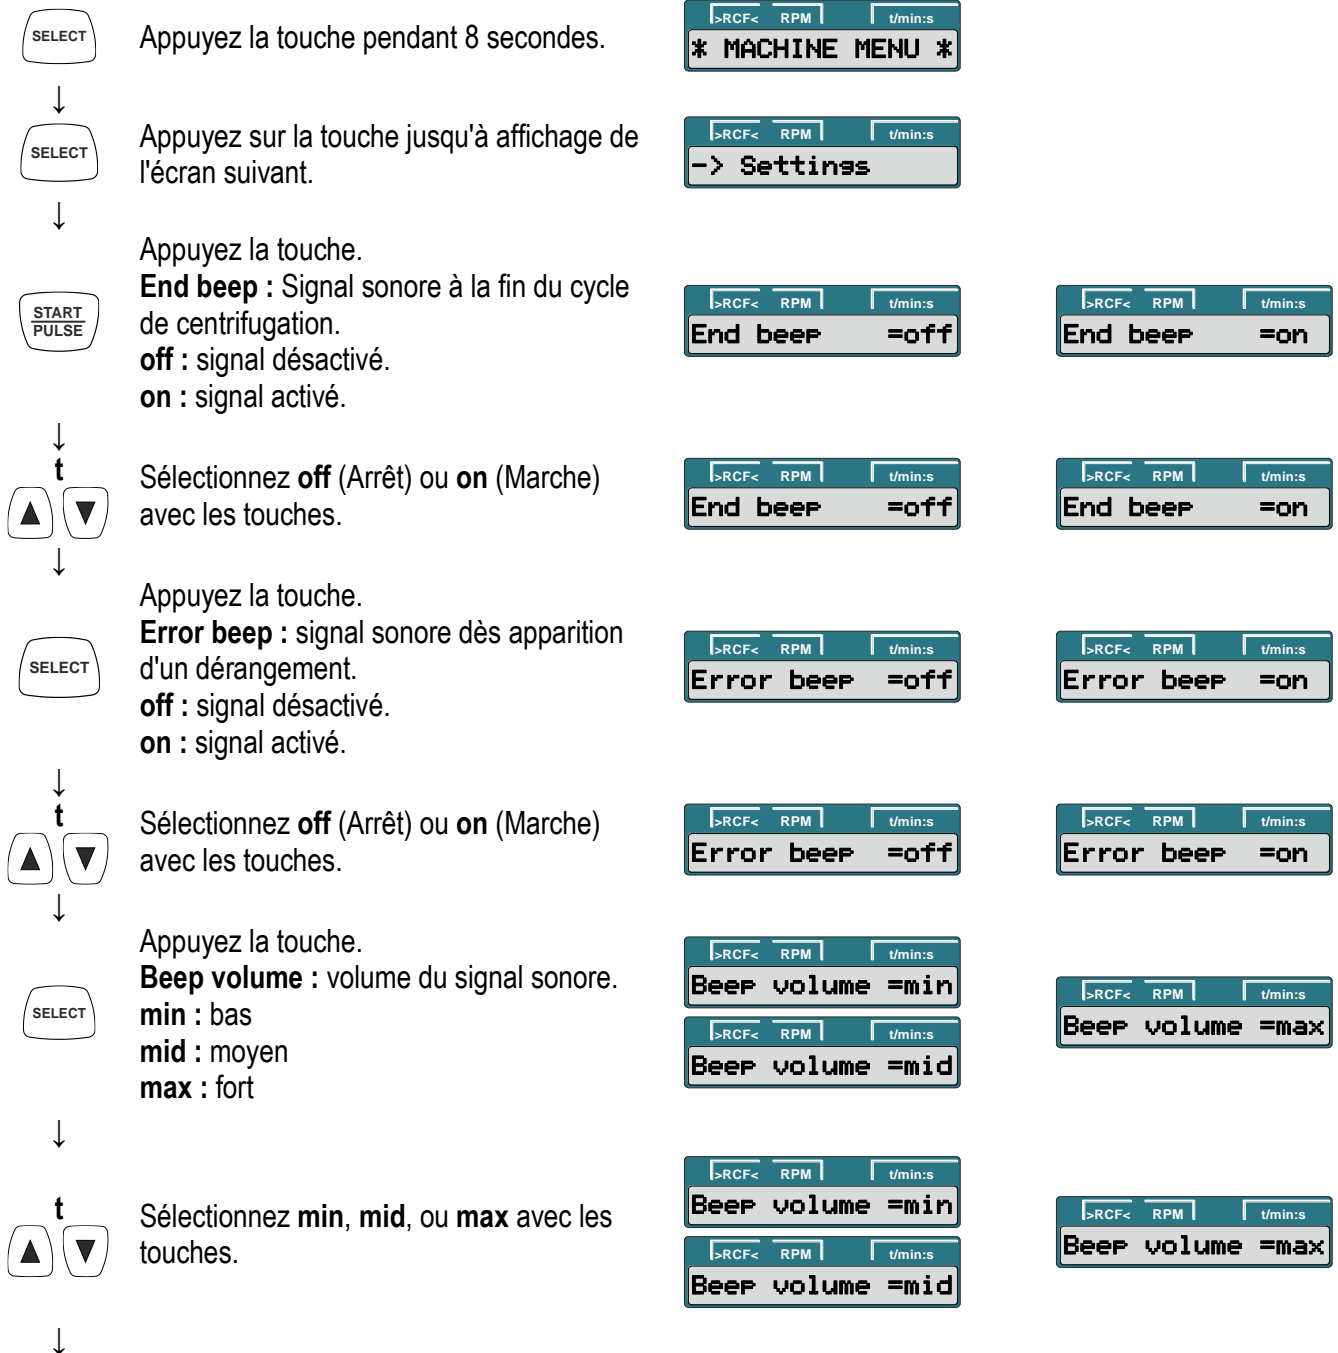 SELECT
Appuyez la touche pendant 8 secondes.
>RCF< RPM t/min:s
* MACHINE MENU *
↓
SELECT
Appuyez sur la touche jusqu'à affichage de
l'écran suivant.
>RCF< RPM t/min:s
-> Settings
↓
START
PULSE
Appuyez la touche.
End beep : Signal sonore à la fin du cycle
de centrifugation.
off : signal désactivé.
on : signal activé.
>RCF< RPM t/min:s
End beep =off
>RCF< RPM t/min:s
End beep =on
↓
t
▲ ▼
Sélectionnez off (Arrêt) ou on (Marche)
avec les touches.
>RCF< RPM t/min:s
End beep =off
>RCF< RPM t/min:s
End beep =on
↓
SELECT
Appuyez la touche.
Error beep : signal sonore dès apparition
d'un dérangement.
off : signal désactivé.
on : signal activé.
>RCF< RPM t/min:s
Error beep =off
>RCF< RPM t/min:s
Error beep =on
↓
t
▲ ▼
Sélectionnez off (Arrêt) ou on (Marche)
avec les touches.
>RCF< RPM t/min:s
Error beep =off
>RCF< RPM t/min:s
Error beep =on
↓
SELECT
Appuyez la touche.
Beep volume : volume du signal sonore.
min : bas
mid : moyen
max : fort
>RCF< RPM t/min:s
Beep volume =min
>RCF< RPM t/min:s
Beep volume =mid
>RCF< RPM t/min:s
Beep volume =max
↓
t
▲ ▼
Sélectionnez min, mid, ou max avec les
touches.
>RCF< RPM t/min:s
Beep volume =min
>RCF< RPM t/min:s
Beep volume =mid
>RCF< RPM t/min:s
Beep volume =max
↓